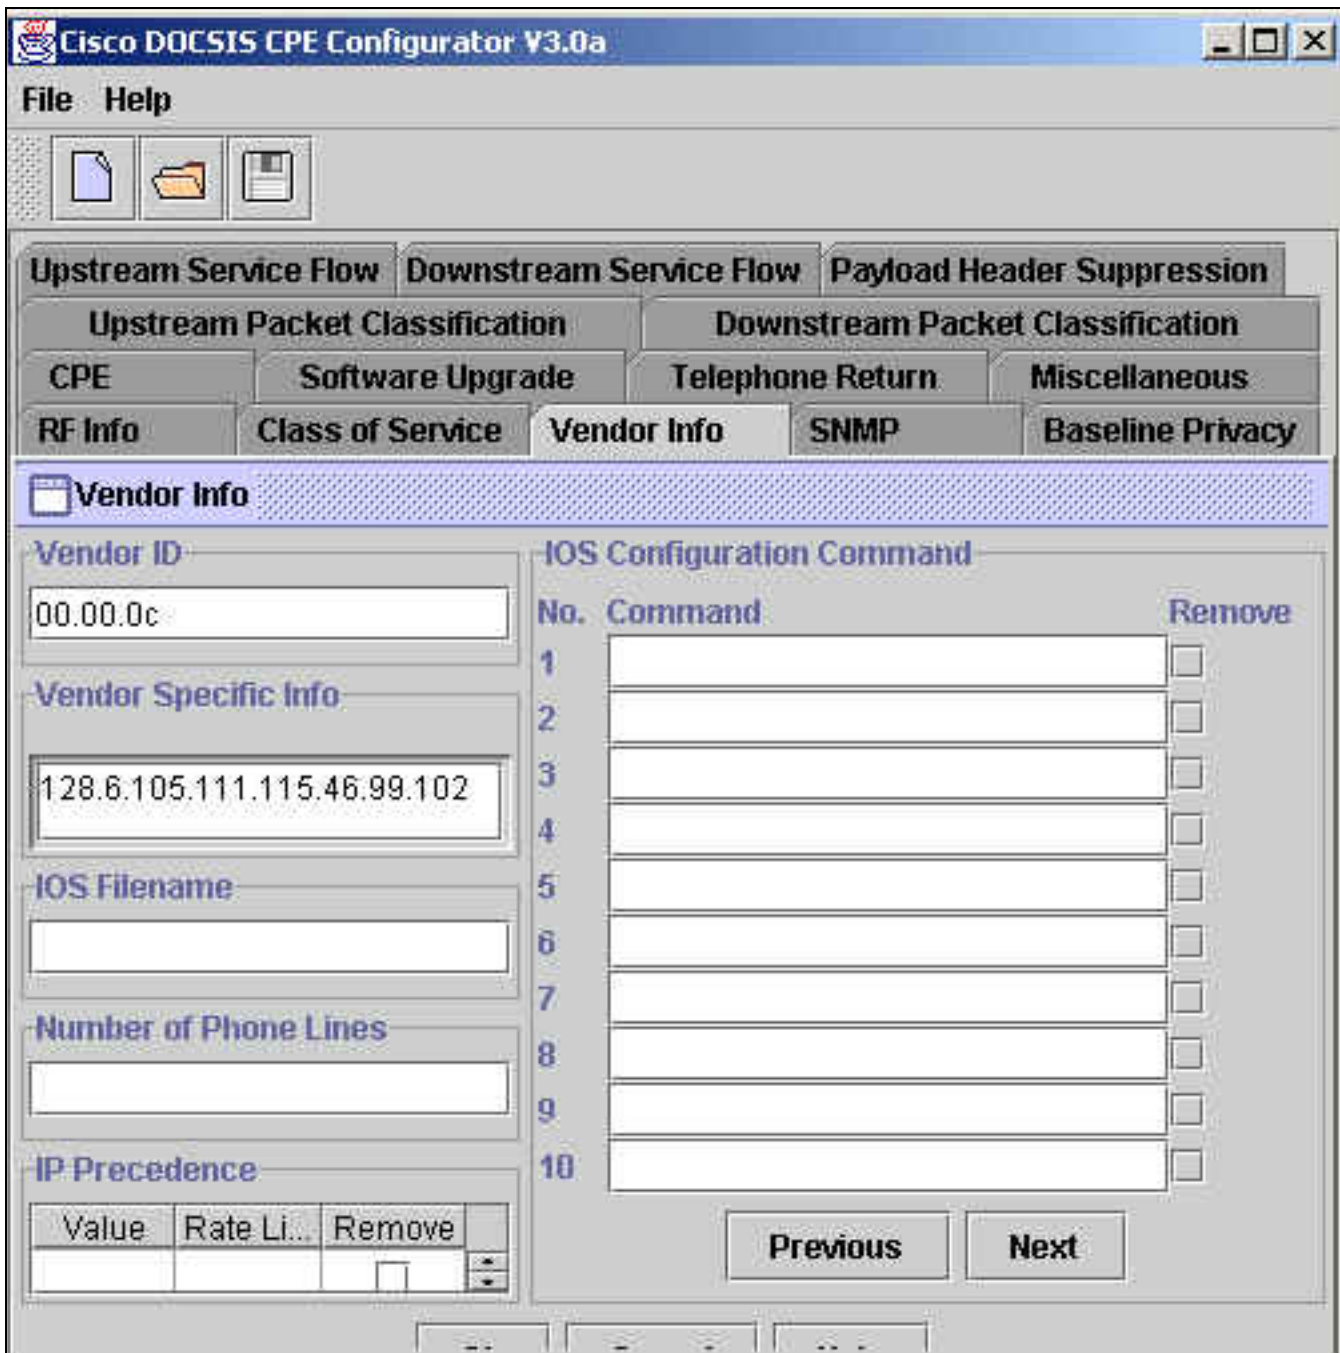 Cisco DOCSIS CPE Configurator V3.0a
File Help
Upstream Service Flow Downstream Service Flow Payload Header Suppression
Upstream Packet Classification Downstream Packet Classification
CPE Software Upgrade Telephone Return Miscellaneous
RF Info Class of Service Vendor Info SNMP Baseline Privacy
Vendor Info
Vendor ID
00.00.0c
Vendor Specific Info
128.6.105.111.115.46.99.102
IOS Filename
Number of Phone Lines
IP Precedence
Value Rate Li... Remove
IOS Configuration Command
No. Command Remove
1
2
3
4
5
6
7
8
9
10
Previous Next